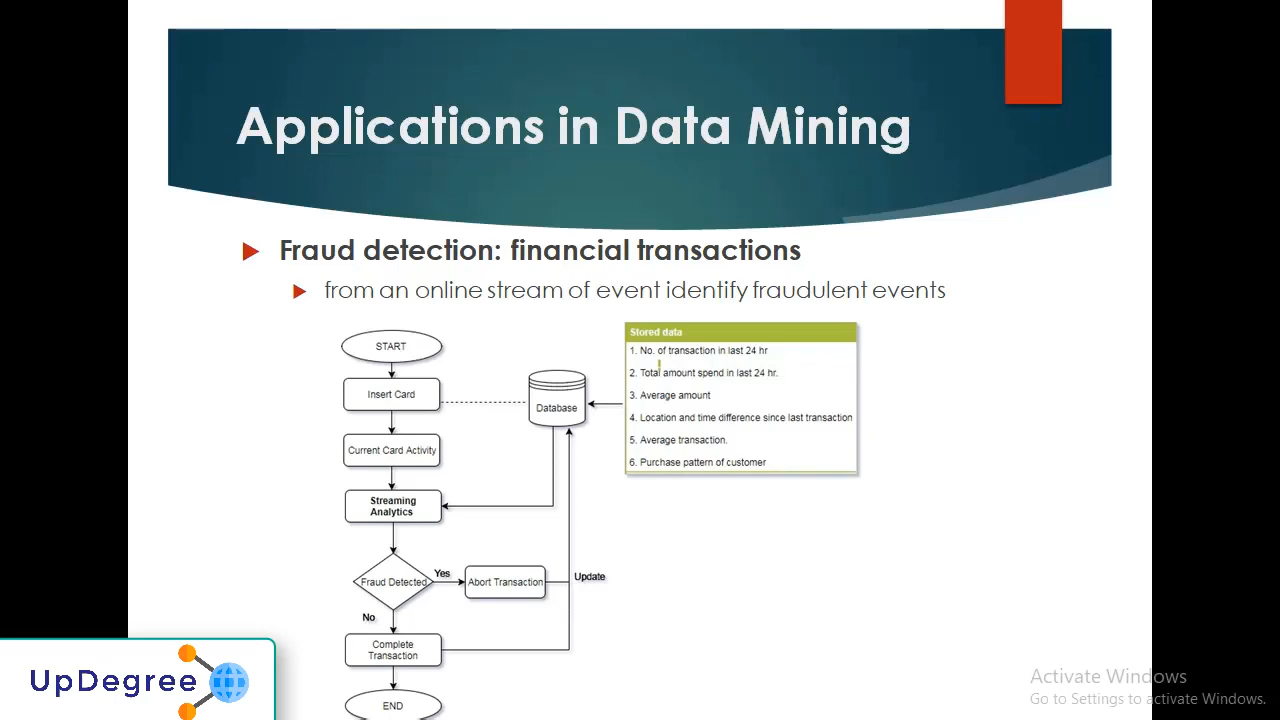 Applications in Data Mining
Fraud detection: financial transactions
from an online stream of event identify fraudulent events
START
Insert Card
Current Card Activity
Streaming
Analytics
Fraud Detected
Yes
Abort Transaction
Update
No
Complete
Transaction
END
Database
Stored data
1. No. of transaction in last 24 hr
2. Total amount spend in last 24 hr.
3. Average amount
4. Location and time difference since last transaction
5. Average transaction.
6. Purchase pattern of customer
UpDegree
Activate Windows
Go to Settings to activate Windows.